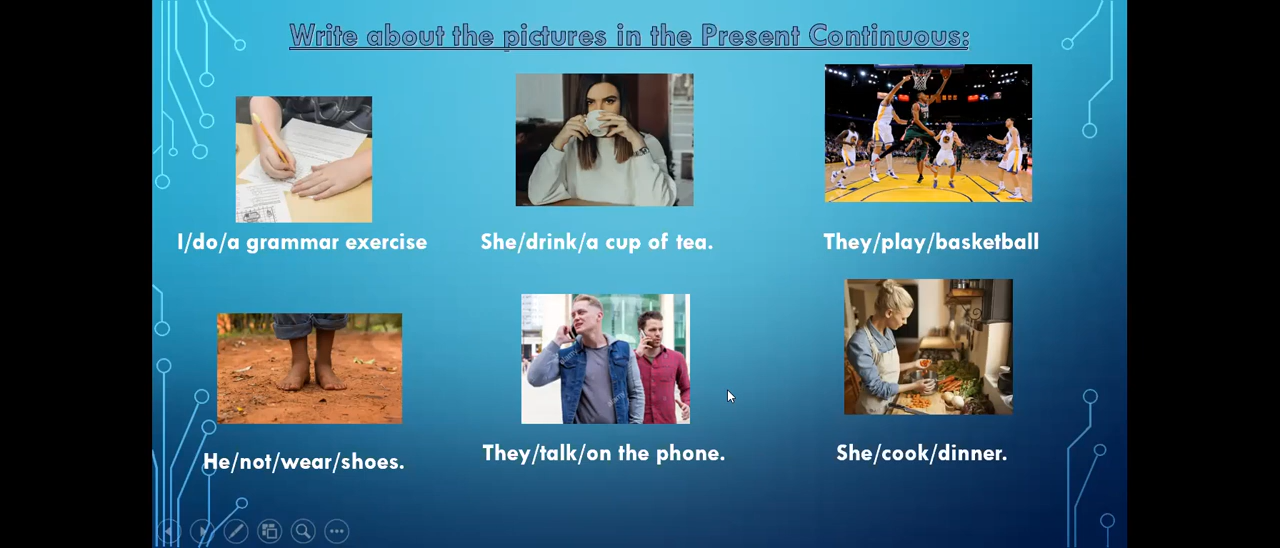 Write about the pictures in the Present Continuous:
I/do/a grammar exercise
She/drink/a cup of tea.
They/play/basketball
He/not/wear/shoes.
They/talk/on the phone.
She/cook/dinner.